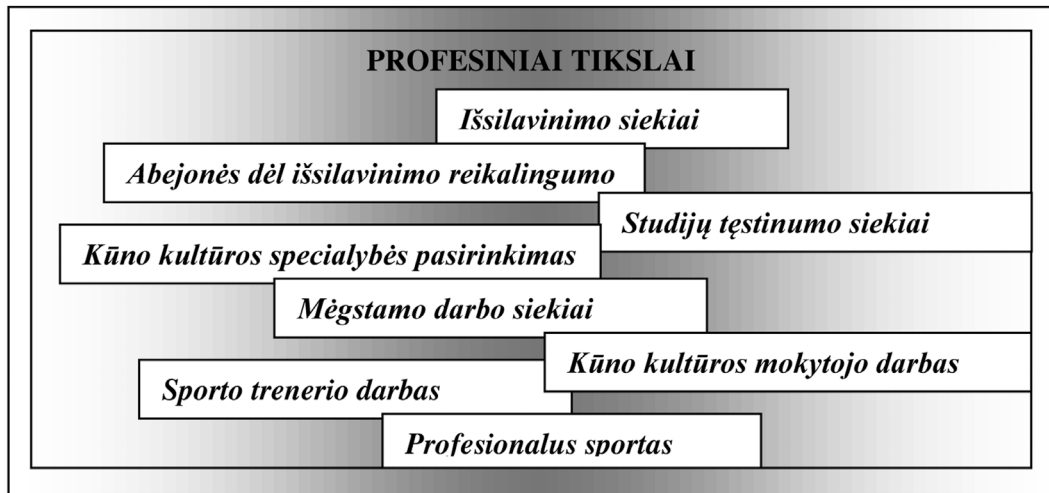 PROFESINIAI TIKSLAI
Išsilavinimo siekiai
Abejonės dėl išsilavinimo reikalingumo
Studijų tęstinumo siekiai
Kūno kultūros specialybės pasirinkimas
Mėgstamo darbo siekiai
Kūno kultūros mokytojo darbas
Sporto trenerio darbas
Profesionalus sportas